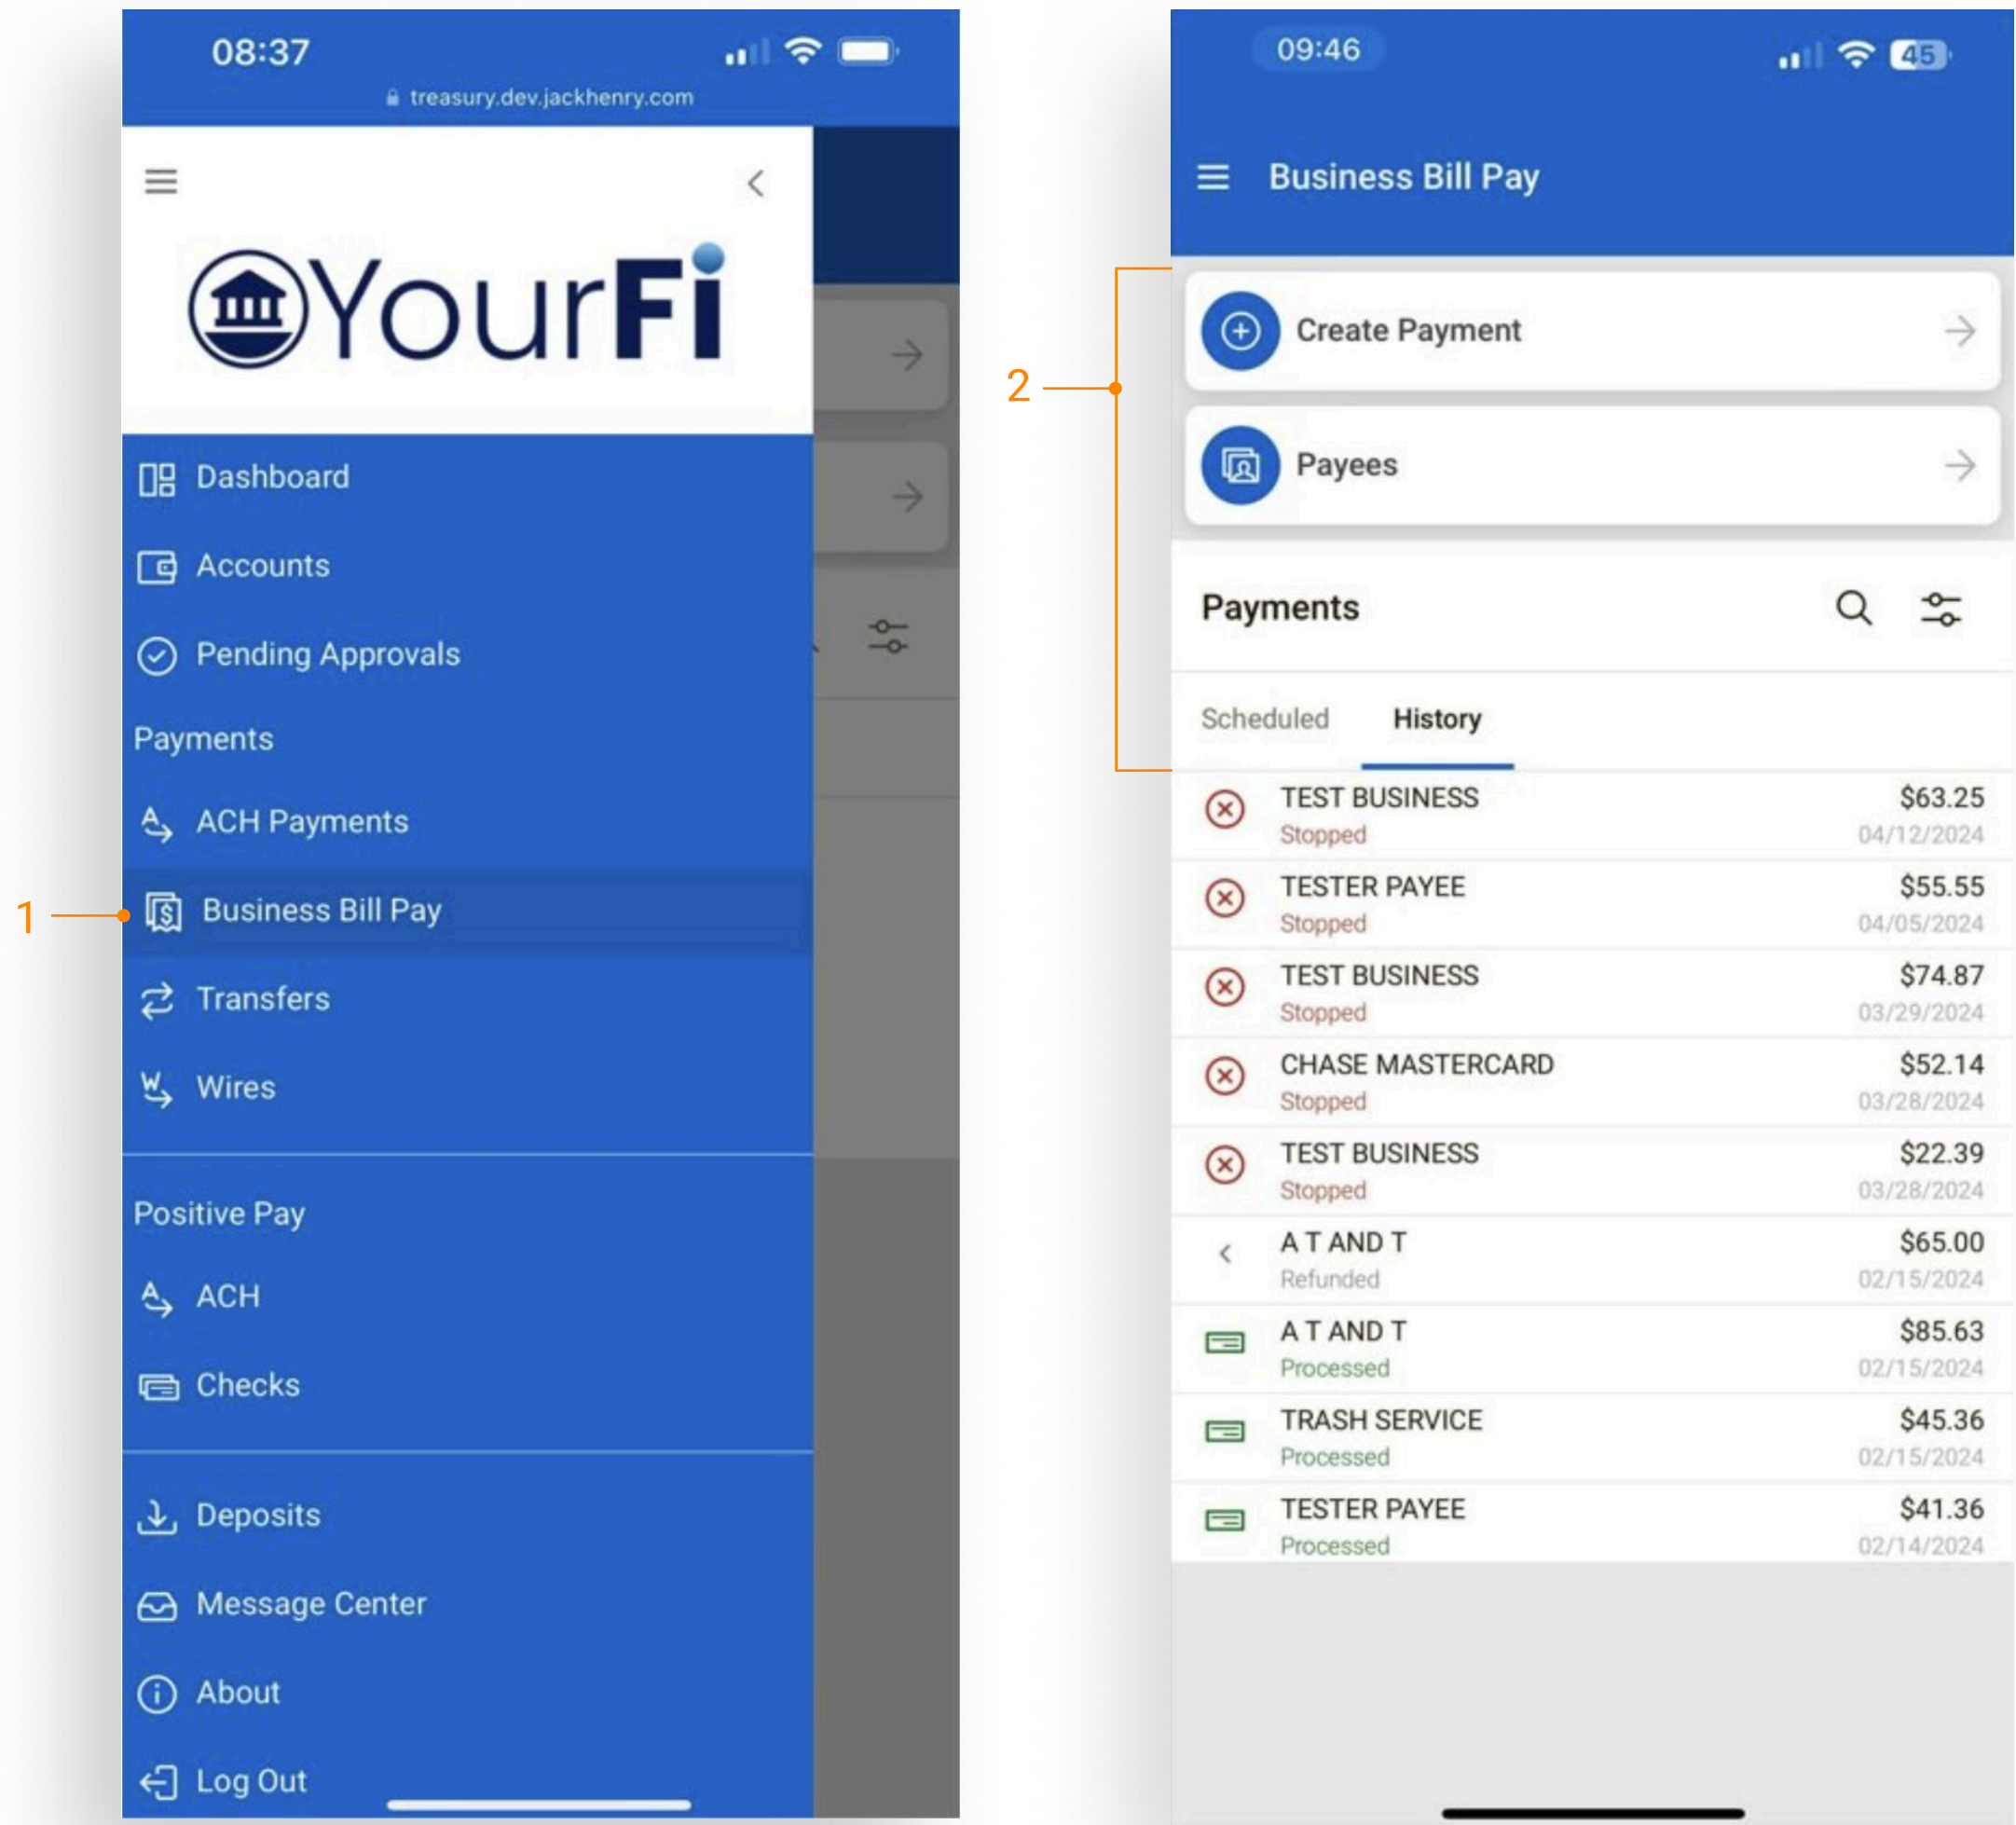 08:37
treasury.dev.jackhenry.com
YourFi
Dashboard
Accounts
Pending Approvals
Payments
ACH Payments
1
Business Bill Pay
Transfers
Wires
Positive Pay
ACH
Checks
Deposits
Message Center
About
Log Out
09:46
45
Business Bill Pay
2
Create Payment
Payees
Payments
Scheduled History
TEST BUSINESS $63.25
Stopped 04/12/2024
TESTER PAYEE $55.55
Stopped 04/05/2024
TEST BUSINESS $74.87
Stopped 03/29/2024
CHASE MASTERCARD $52.14
Stopped 03/28/2024
TEST BUSINESS $22.39
Stopped 03/28/2024
A T AND T $65.00
Refunded 02/15/2024
A T AND T $85.63
Processed 02/15/2024
TRASH SERVICE $45.36
Processed 02/15/2024
TESTER PAYEE $41.36
Processed 02/14/2024